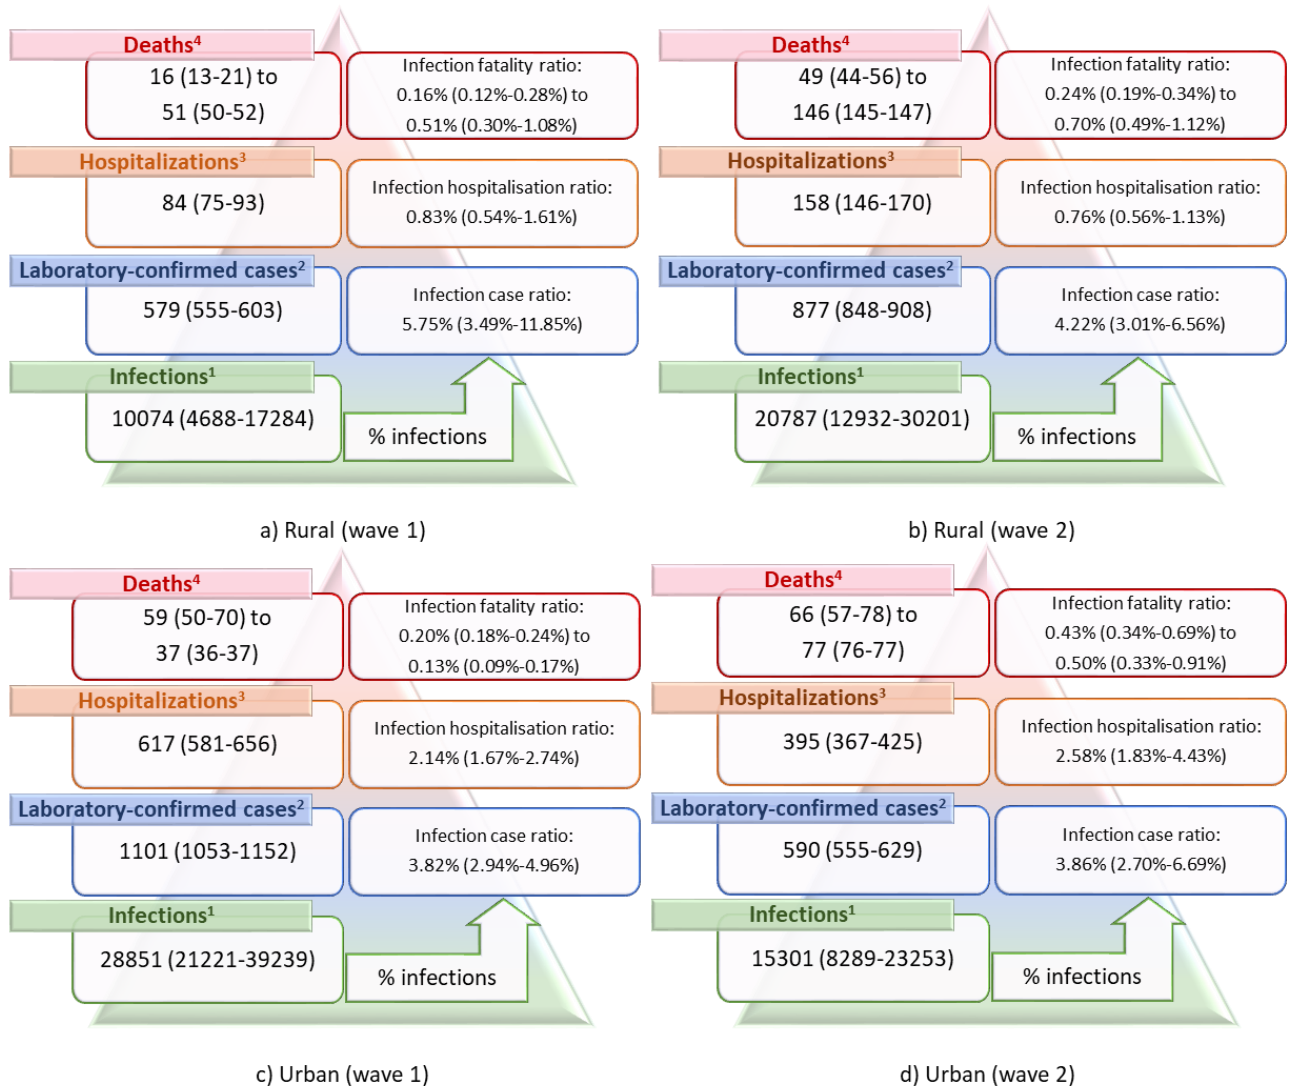 Deaths⁴
16 (13-21) to
51 (50-52)
Infection fatality ratio:
0.16% (0.12%-0.28%) to
0.51% (0.30%-1.08%)
Hospitalizations³
84 (75-93)
Infection hospitalisation ratio:
0.83% (0.54%-1.61%)
Laboratory-confirmed cases²
579 (555-603)
Infection case ratio:
5.75% (3.49%-11.85%)
Infections¹
10074 (4688-17284)
% infections
a) Rural (wave 1)
Deaths⁴
49 (44-56) to
146 (145-147)
Infection fatality ratio:
0.24% (0.19%-0.34%) to
0.70% (0.49%-1.12%)
Hospitalizations³
158 (146-170)
Infection hospitalisation ratio:
0.76% (0.56%-1.13%)
Laboratory-confirmed cases²
877 (848-908)
Infection case ratio:
4.22% (3.01%-6.56%)
Infections¹
20787 (12932-30201)
% infections
b) Rural (wave 2)
Deaths⁴
59 (50-70) to
37 (36-37)
Infection fatality ratio:
0.20% (0.18%-0.24%) to
0.13% (0.09%-0.17%)
Hospitalizations³
617 (581-656)
Infection hospitalisation ratio:
2.14% (1.67%-2.74%)
Laboratory-confirmed cases²
1101 (1053-1152)
Infection case ratio:
3.82% (2.94%-4.96%)
Infections¹
28851 (21221-39239)
% infections
c) Urban (wave 1)
Deaths⁴
66 (57-78) to
77 (76-77)
Infection fatality ratio:
0.43% (0.34%-0.69%) to
0.50% (0.33%-0.91%)
Hospitalizations³
395 (367-425)
Infection hospitalisation ratio:
2.58% (1.83%-4.43%)
Laboratory-confirmed cases²
590 (555-629)
Infection case ratio:
3.86% (2.70%-6.69%)
Infections¹
15301 (8289-23253)
% infections
d) Urban (wave 2)